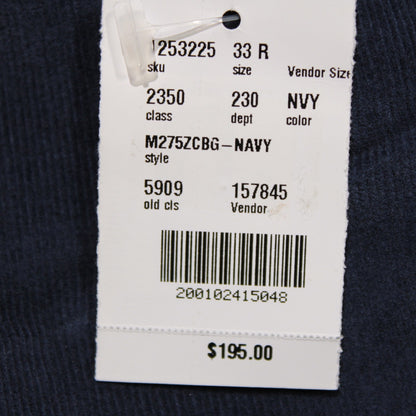 1253225 33 R
sku size Vendor Size
2350 230 NVY
class dept color
M275ZCBG-NAVY
style
5909 157845
old cls Vendor
200102415048
$195.00